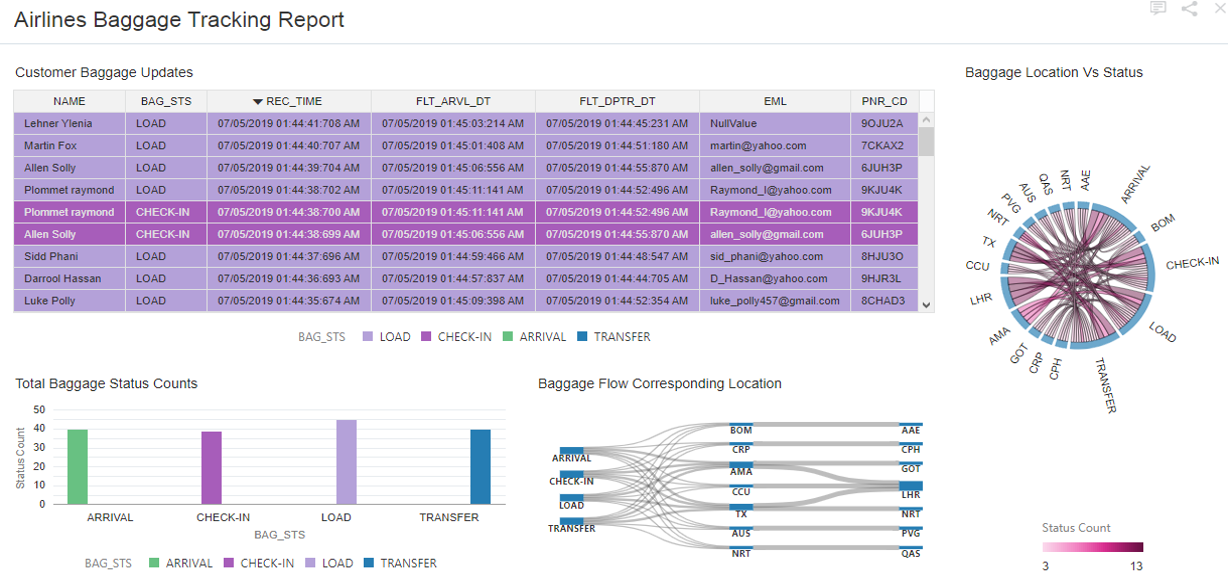 Airlines Baggage Tracking Report
Customer Baggage Updates
NAME BAG_STS REC_TIME FLT_ARVL_DT FLT_DPTR_DT EML PNR_CD
Lehner Ylenia LOAD 07/05/2019 01:44:41:708 AM 07/05/2019 01:45:03:214 AM 07/05/2019 01:44:45:231 AM NullValue 9OJU2A
Martin Fox LOAD 07/05/2019 01:44:40:707 AM 07/05/2019 01:45:01:408 AM 07/05/2019 01:44:51:180 AM martin@yahoo.com 7CKAX2
Allen Solly LOAD 07/05/2019 01:44:39:704 AM 07/05/2019 01:45:06:556 AM 07/05/2019 01:44:55:870 AM allen_solly@gmail.com 6JUH3P
Plommet raymond LOAD 07/05/2019 01:44:38:702 AM 07/05/2019 01:45:11:141 AM 07/05/2019 01:44:52:496 AM Raymond_l@yahoo.com 9KJU4K
Plommet raymond CHECK-IN 07/05/2019 01:44:38:700 AM 07/05/2019 01:45:11:141 AM 07/05/2019 01:44:52:496 AM Raymond_l@yahoo.com 9KJU4K
Allen Solly CHECK-IN 07/05/2019 01:44:38:699 AM 07/05/2019 01:45:06:556 AM 07/05/2019 01:44:55:870 AM allen_solly@gmail.com 6JUH3P
Sidd Phani LOAD 07/05/2019 01:44:37:696 AM 07/05/2019 01:44:59:466 AM 07/05/2019 01:44:48:547 AM sid_phani@yahoo.com 8HJU3O
Darrool Hassan LOAD 07/05/2019 01:44:36:693 AM 07/05/2019 01:44:57:837 AM 07/05/2019 01:44:44:705 AM D_Hassan@yahoo.com 9HJR3L
Luke Polly LOAD 07/05/2019 01:44:35:674 AM 07/05/2019 01:45:09:398 AM 07/05/2019 01:44:52:354 AM luke_polly457@gmail.com 8CHAD3
BAG_STS LOAD CHECK-IN ARRIVAL TRANSFER
Baggage Location Vs Status
AAE
ARRIVAL
BOM
CHECK-IN
LOAD
TRANSFER
CPH
CRP
GOT
AMA
LHR
CCU
TX
NRT
PVG
AUS
QAS
NRT
Status Count
3 13
Total Baggage Status Counts
Status Count
50
40
30
20
10
0
ARRIVAL CHECK-IN LOAD TRANSFER
BAG_STS
BAG_STS ARRIVAL CHECK-IN LOAD TRANSFER
Baggage Flow Corresponding Location
ARRIVAL
CHECK-IN
LOAD
TRANSFER
BOM
CRP
AMA
CCU
TX
AUS
NRT
AAE
CPH
GOT
LHR
NRT
PVG
QAS